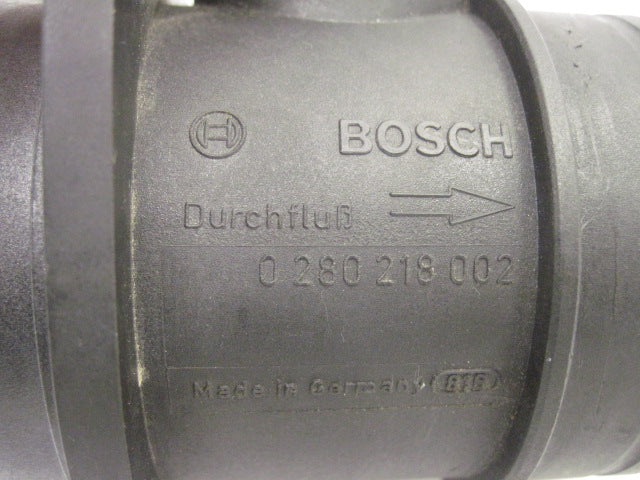 BOSCH
Durchfluß
0 280 218 002
Made in Germany